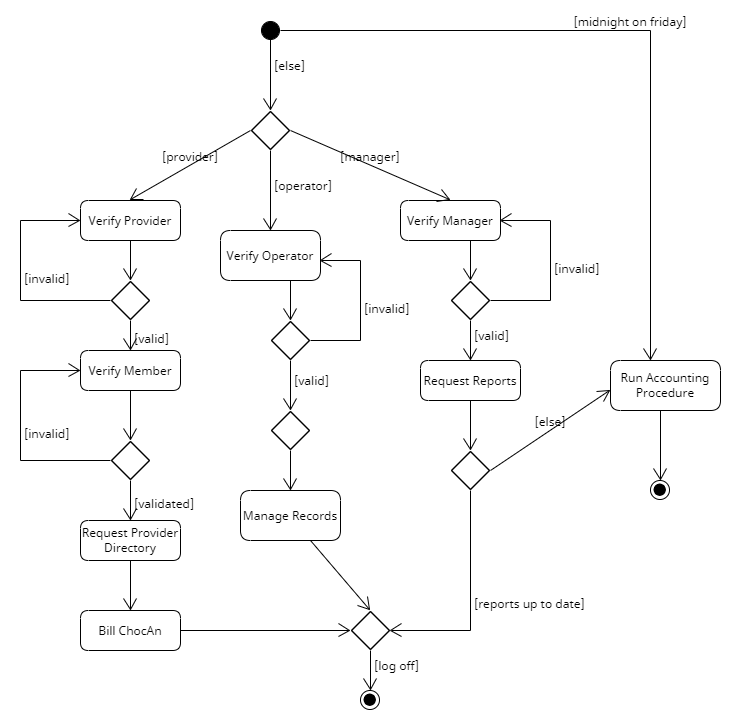 [midnight on friday]
[else]
[provider]
[manager]
[operator]
Verify Provider
Verify Manager
Verify Operator
[invalid]
[invalid]
[invalid]
[valid]
[valid]
Verify Member
Request Reports
Run Accounting
Procedure
[valid]
[else]
[invalid]
[validated]
Manage Records
Request Provider
Directory
[reports up to date]
Bill ChocAn
[log off]